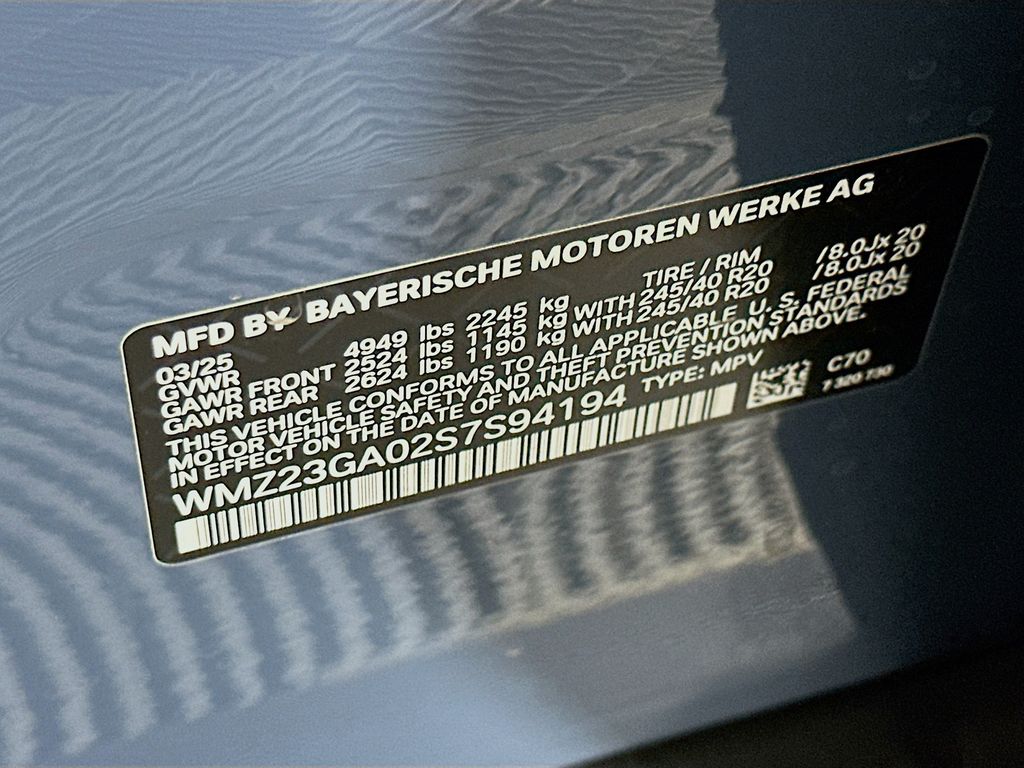 MFD BY BAYERISCHE MOTOREN WERKE AG
03/25 TIRE / RIM
GVWR 4949 lbs 2245 kg
GAWR FRONT 2524 lbs 1145 kg WITH 245/40 R20 /8.0Jx 20
GAWR REAR 2624 lbs 1190 kg WITH 245/40 R20 /8.0Jx 20
THIS VEHICLE CONFORMS TO ALL APPLICABLE U.S. FEDERAL
MOTOR VEHICLE SAFETY AND THEFT PREVENTION STANDARDS
IN EFFECT ON THE DATE OF MANUFACTURE SHOWN ABOVE.
WMZ23GA02S7S94194 TYPE: MPV C70
7 320 730